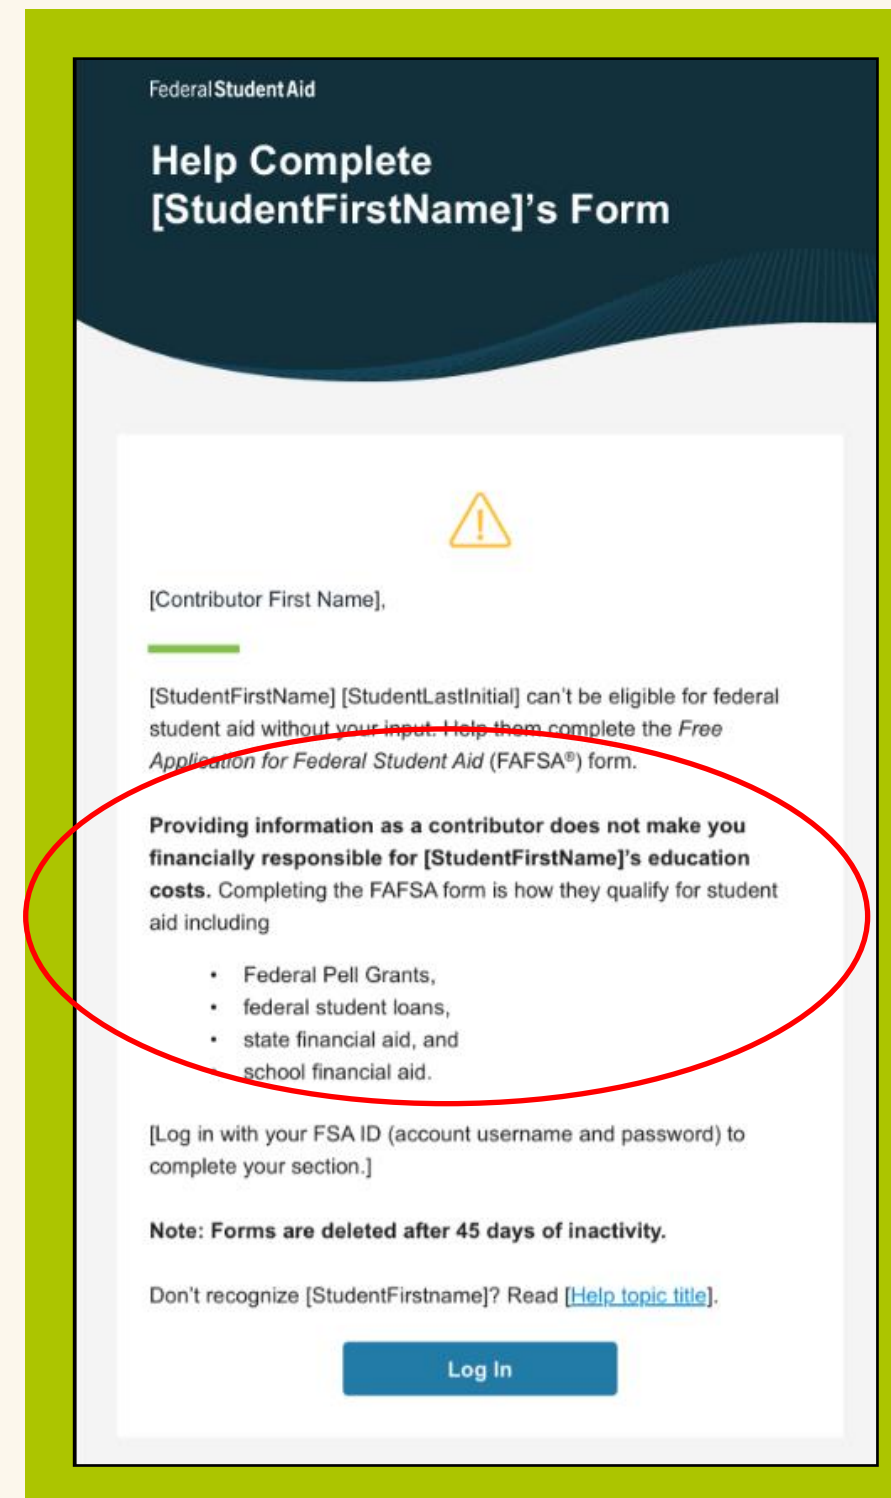 Federal Student Aid
Help Complete
[StudentFirstName]'s Form
[Contributor First Name],
[StudentFirstName] [StudentLastInitial] can't be eligible for federal
student aid without your input. Help them complete the Free
Application for Federal Student Aid (FAFSA®) form.
Providing information as a contributor does not make you
financially responsible for [StudentFirstName]'s education
costs. Completing the FAFSA form is how they qualify for student
aid including
• Federal Pell Grants,
• federal student loans,
• state financial aid, and
• school financial aid.
[Log in with your FSA ID (account username and password) to
complete your section.]
Note: Forms are deleted after 45 days of inactivity.
Don't recognize [StudentFirstname]? Read [Help topic title].
Log In